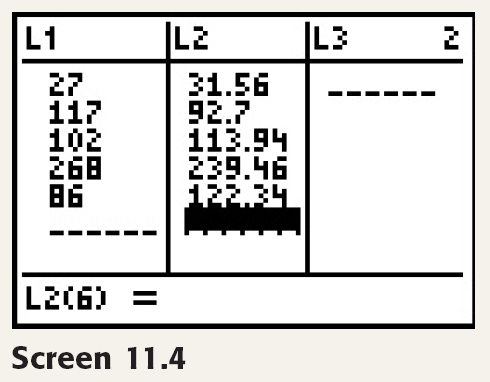 L1 L2 L3 2
27 31.56 ------
117 92.7
102 113.94
268 239.46
86 122.34
------
L2(6) =
Screen 11.4